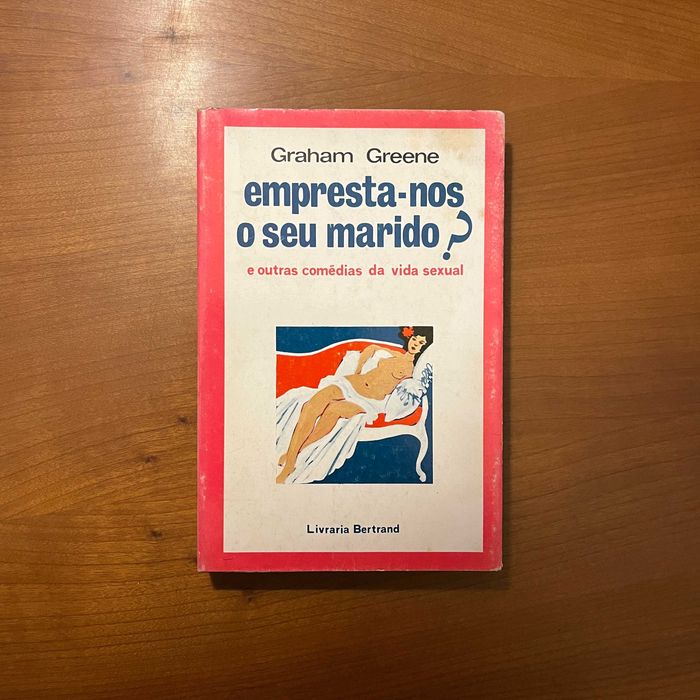 Graham Greene
empresta-nos
o seu marido?
e outras comédias da vida sexual
Livraria Bertrand